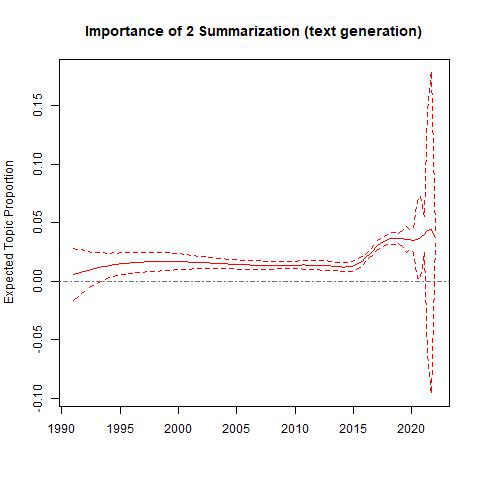 Importance of 2 Summarization (text generation)
Expected Topic Proportion
0.15
0.10
0.05
0.00
-0.05
-0.10
1990 1995 2000 2005 2010 2015 2020